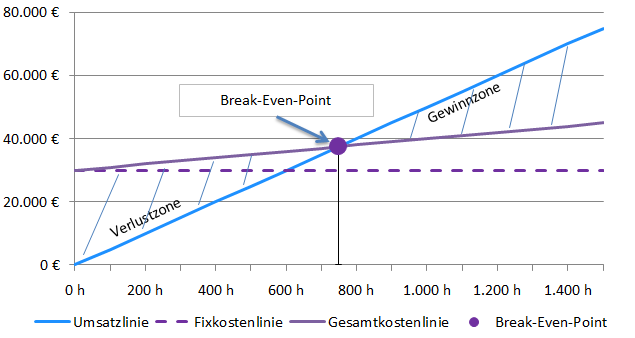 80.000 €
60.000 €
40.000 €
20.000 €
0 €
Break-Even-Point
Gewinnzone
Verlustzone
0 h 200 h 400 h 600 h 800 h 1.000 h 1.200 h 1.400 h
Umsatzlinie Fixkostenlinie Gesamtkostenlinie Break-Even-Point